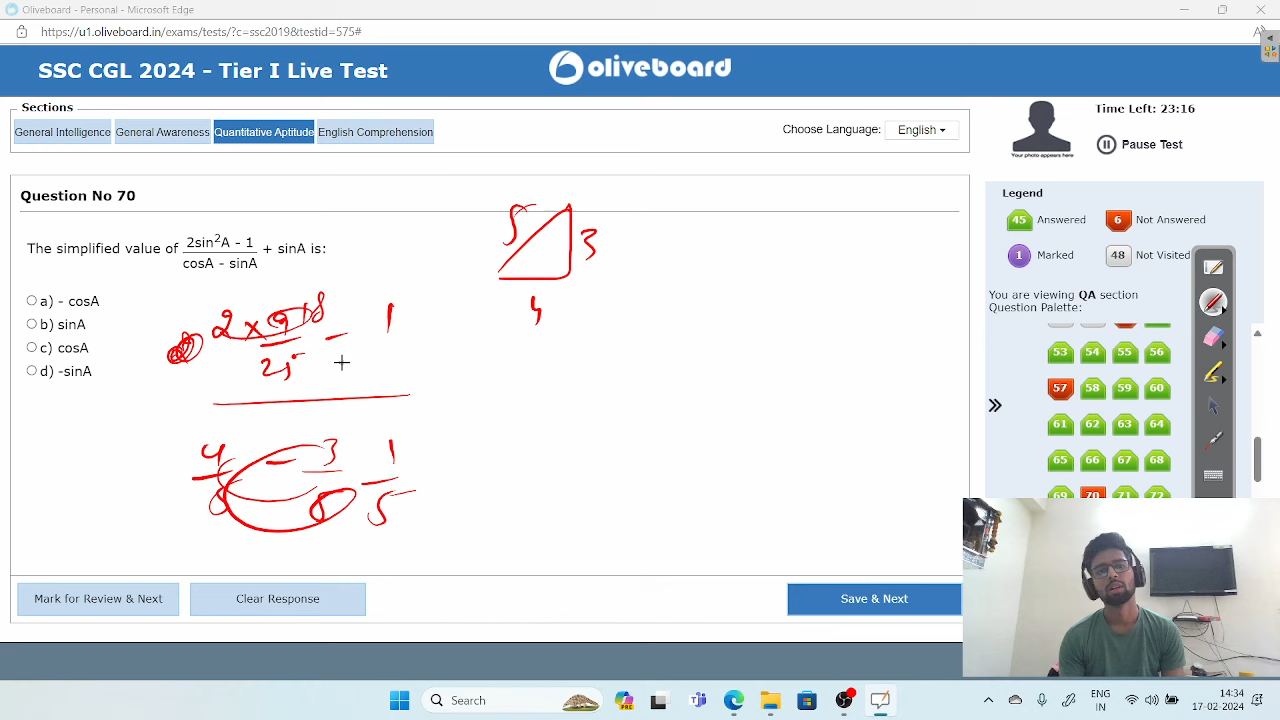 Oliveboard - Personal - Microsoft Edge
https://u1.oliveboard.in/exams/tests/?c=ssc2019&testid=575#
SSC CGL 2024 - Tier I Live Test
oliveboard
Sections
General Intelligence General Awareness Quantitative Aptitude English Comprehension
Choose Language: English
Your photo appears here
Time Left: 23:16
Pause Test
Question No 70
The simplified value of (2sin²A - 1)/(cosA - sinA) + sinA is:
a) - cosA
b) sinA
c) cosA
d) -sinA
5
3
4
2 × 9 18 - 1
25
4 - 3 1
5 5 5
Legend
45 Answered 6 Not Answered
1 Marked 48 Not Visited
You are viewing QA section
Question Palette:
53 54 55 56
57 58 59 60
61 62 63 64
65 66 67 68
69 70 71 72
Mark for Review & Next
Clear Response
Save & Next
Search
PRE
ENG
IN
14:34
17-02-2024